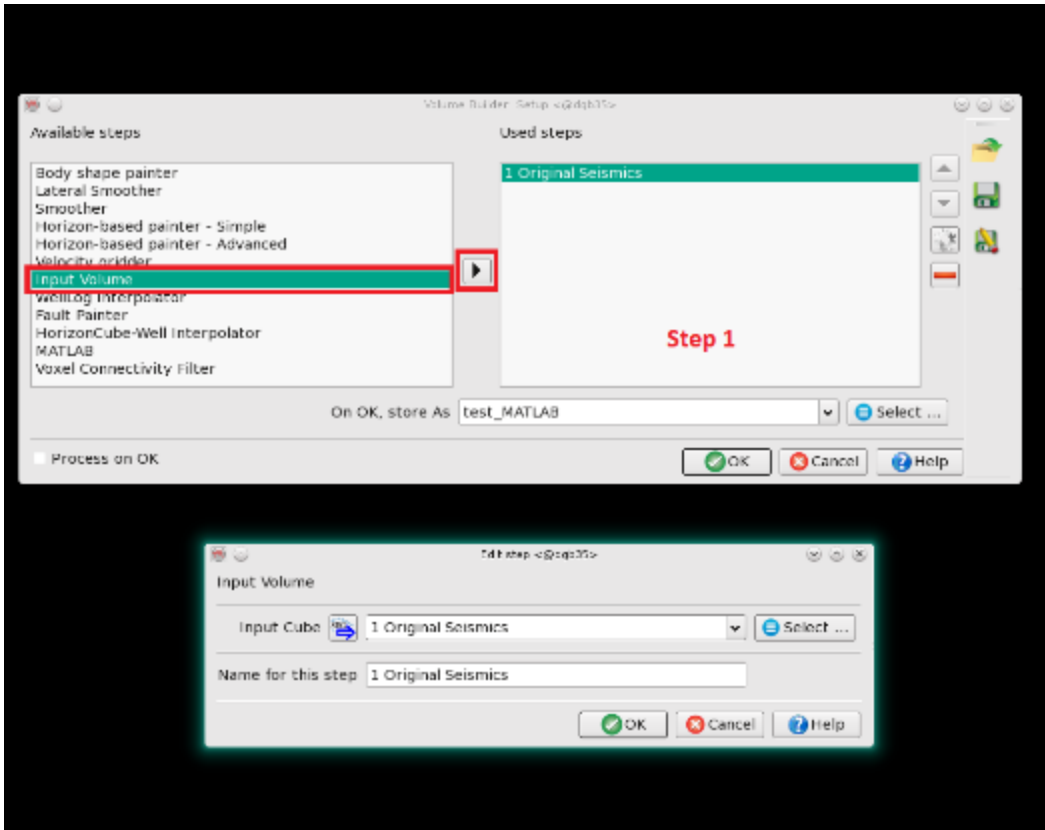 Volume Builder: Setup <@dgb35>
Available steps
Used steps
Body shape painter
Lateral Smoother
Smoother
Horizon-based painter - Simple
Horizon-based painter - Advanced
Velocity gridder
Input Volume
WellLog Interpolator
Fault Painter
HorizonCube-Well Interpolator
MATLAB
Voxel Connectivity Filter
1 Original Seismics
Step 1
On OK, store As test_MATLAB Select ...
Process on OK
OK Cancel Help
Edit step <@dgb35>
Input Volume
Input Cube 1 Original Seismics Select ...
Name for this step 1 Original Seismics
OK Cancel Help